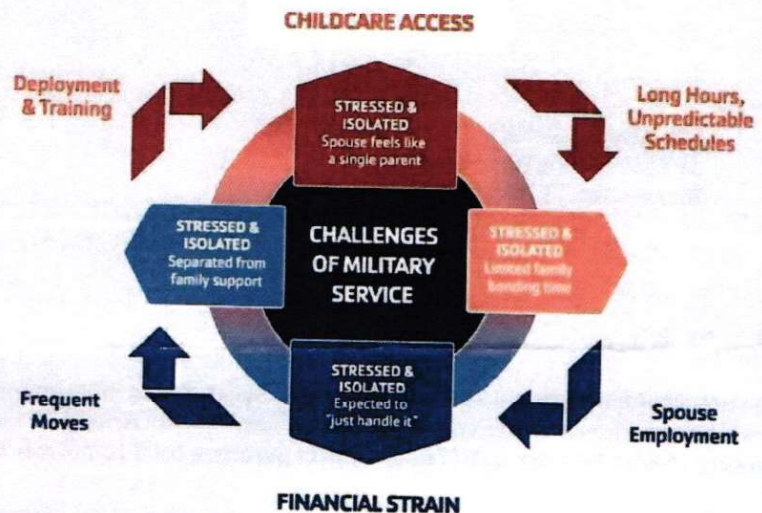 CHILDCARE ACCESS
Deployment
& Training
STRESSED &
ISOLATED
Spouse feels like
a single parent
Long Hours,
Unpredictable
Schedules
STRESSED &
ISOLATED
Separated from
family support
CHALLENGES
OF MILITARY
SERVICE
STRESSED &
ISOLATED
Limited family
bonding time
Frequent
Moves
STRESSED &
ISOLATED
Expected to
"just handle it"
Spouse
Employment
FINANCIAL STRAIN